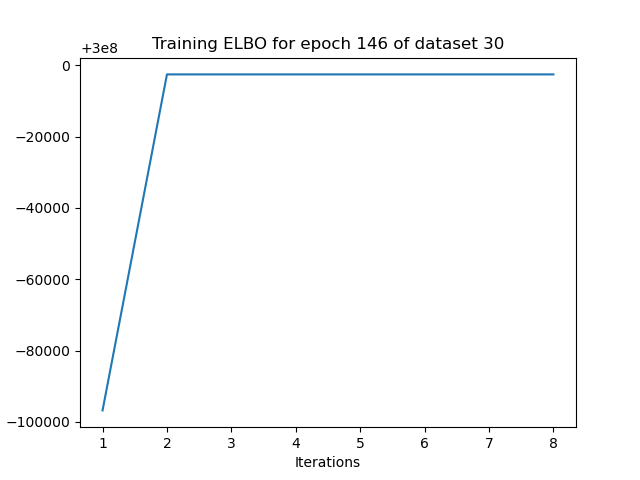 Training ELBO for epoch 146 of dataset 30
+3e8
0
−20000
−40000
−60000
−80000
−100000
1 2 3 4 5 6 7 8
Iterations